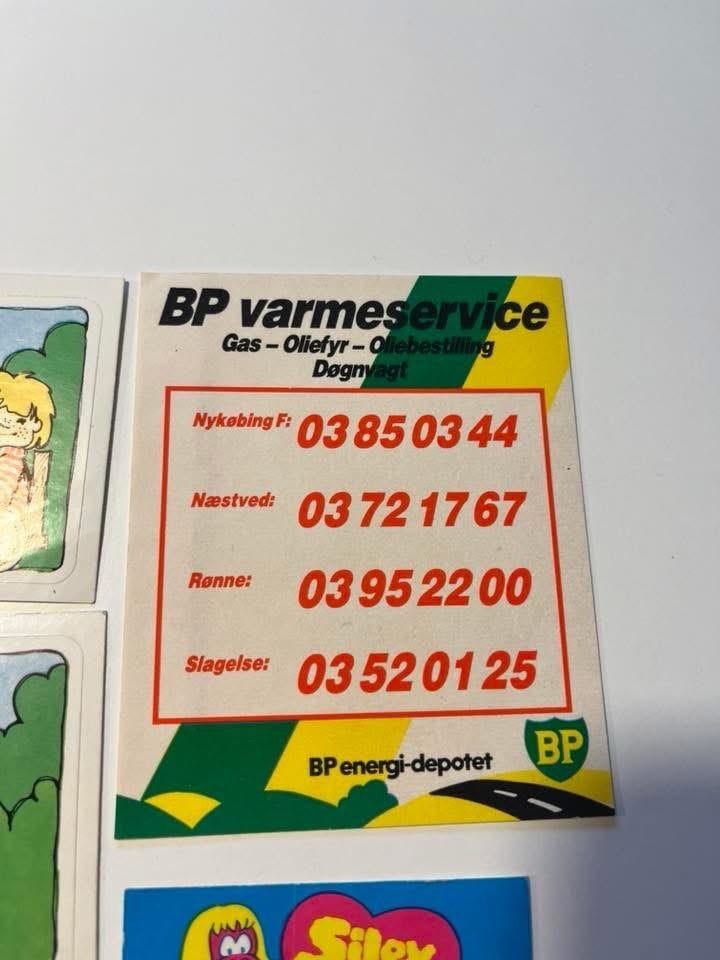 BP varmeservice
Gas – Oliefyr – Oliebestilling
Døgnvagt
Nykøbing F: 03 85 03 44
Næstved: 03 72 17 67
Rønne: 03 95 22 00
Slagelse: 03 52 01 25
BP energi-depotet
BP